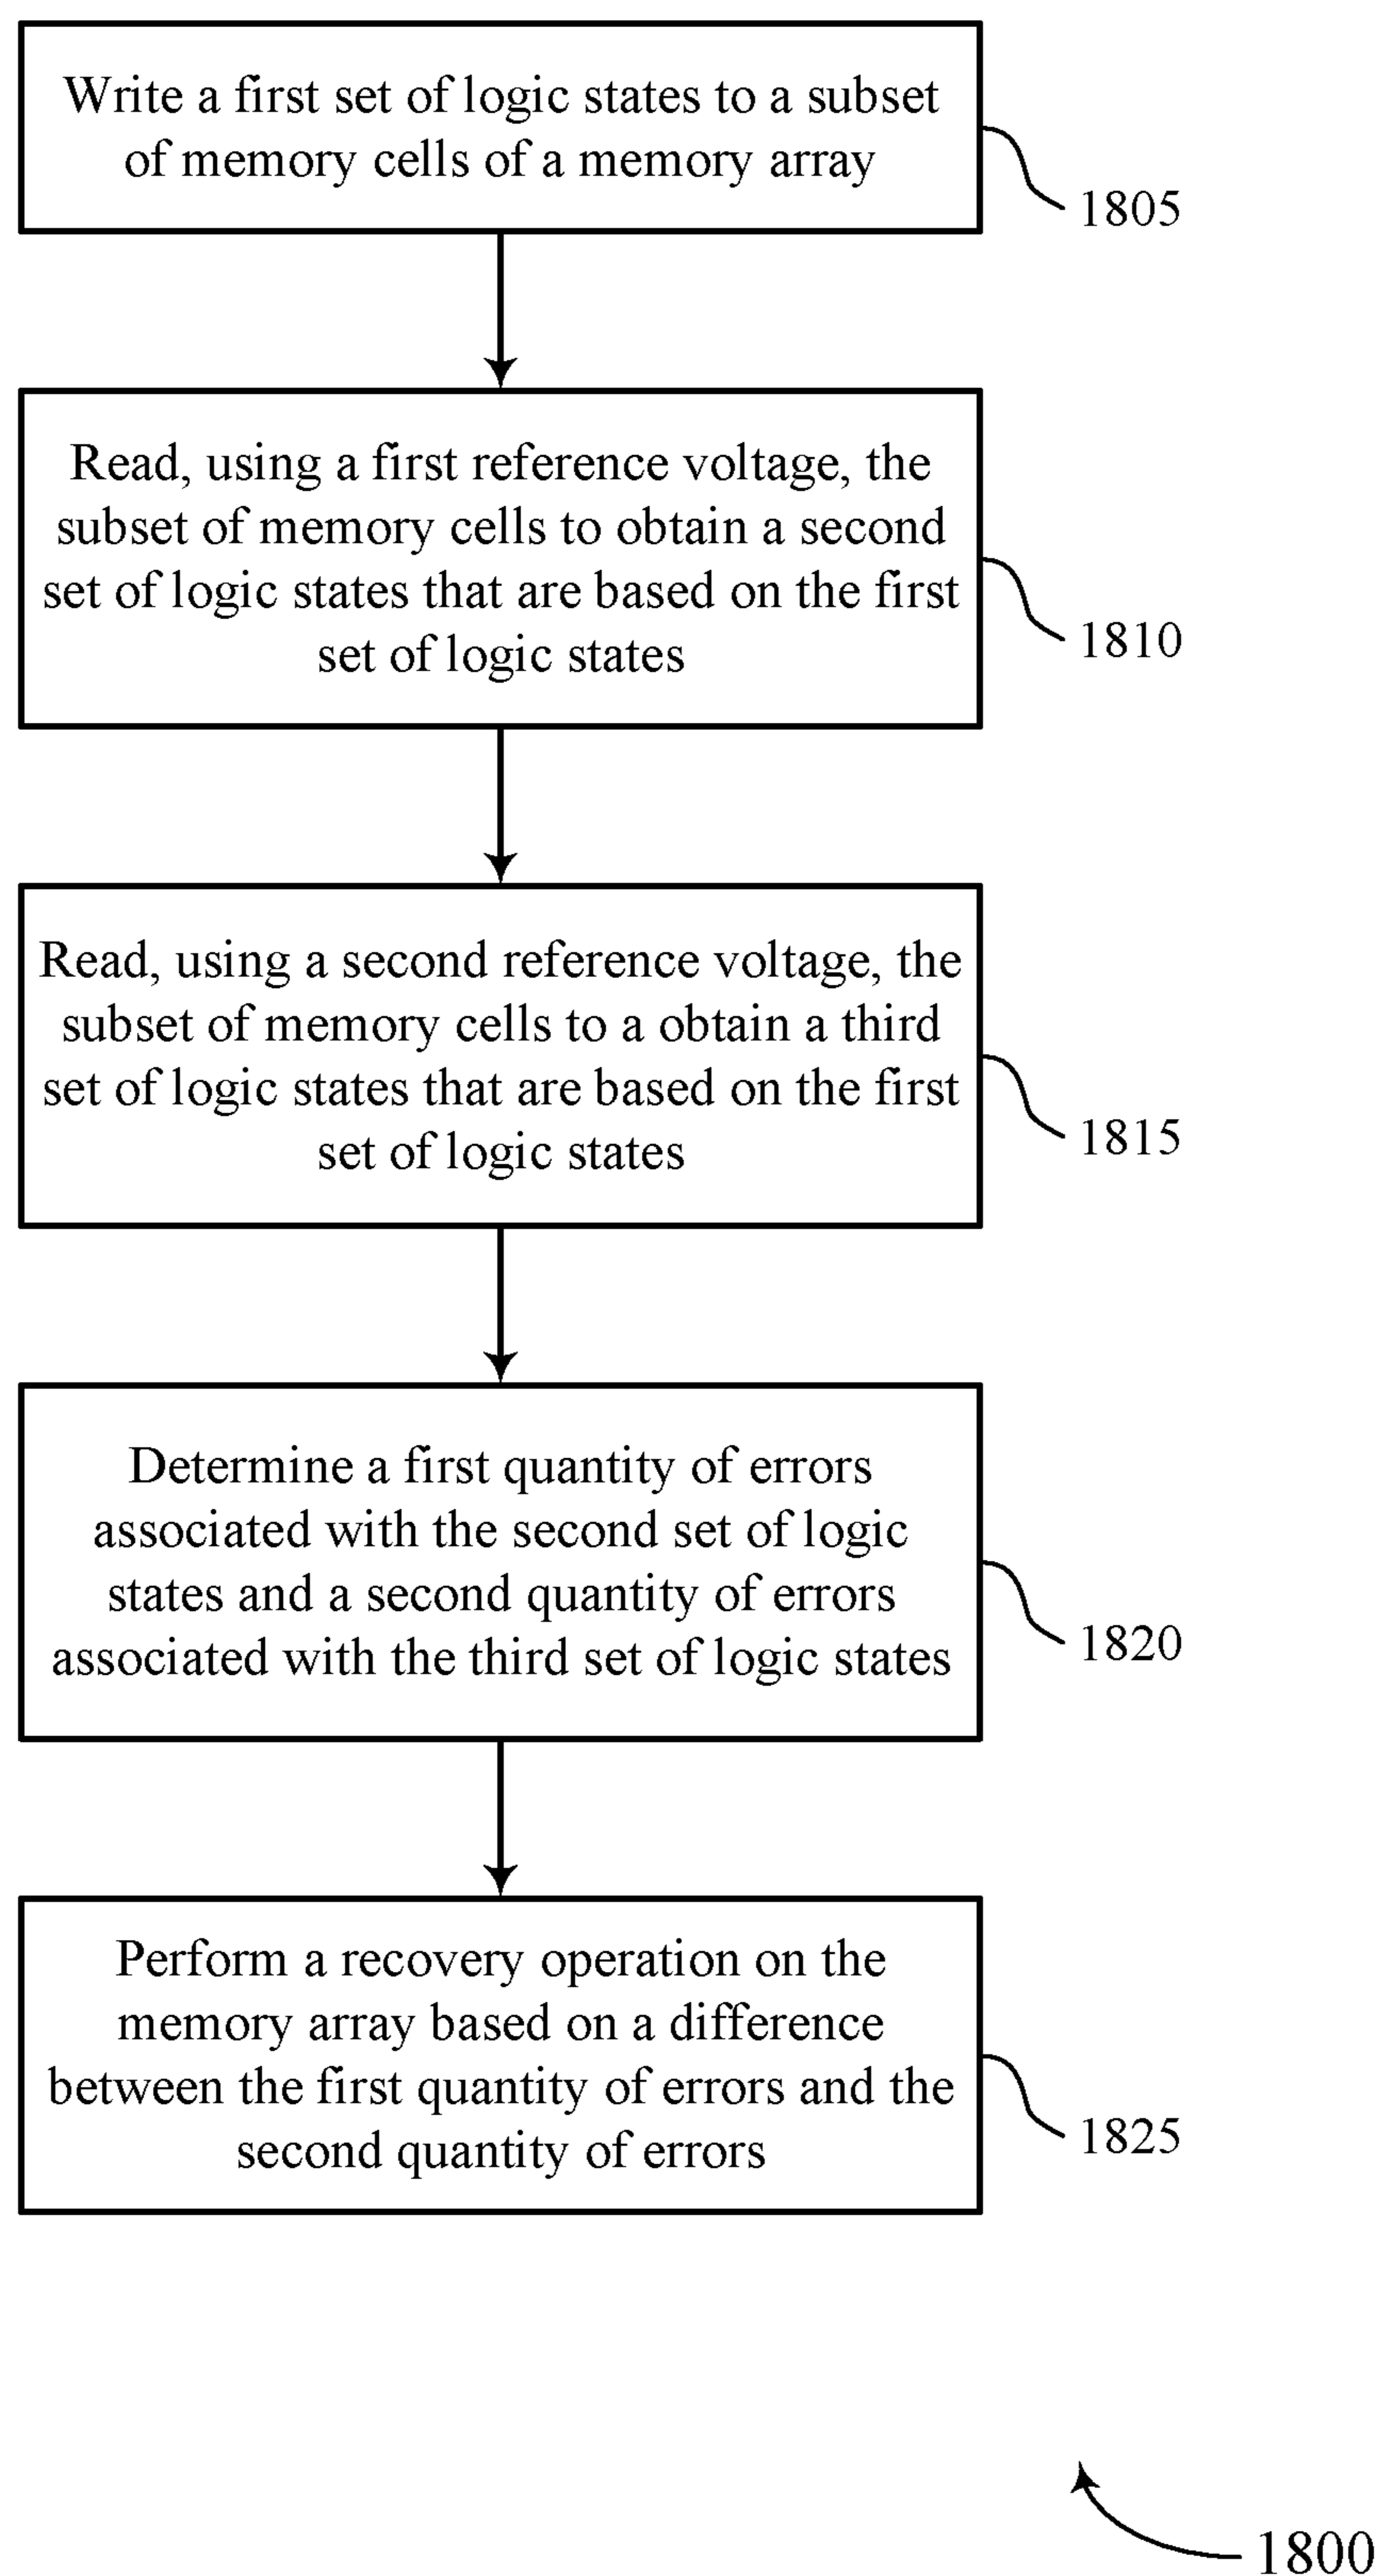 Write a first set of logic states to a subset
of memory cells of a memory array
1805
Read, using a first reference voltage, the
subset of memory cells to obtain a second
set of logic states that are based on the first
set of logic states
1810
Read, using a second reference voltage, the
subset of memory cells to a obtain a third
set of logic states that are based on the first
set of logic states
1815
Determine a first quantity of errors
associated with the second set of logic
states and a second quantity of errors
associated with the third set of logic states
1820
Perform a recovery operation on the
memory array based on a difference
between the first quantity of errors and the
second quantity of errors
1825
1800